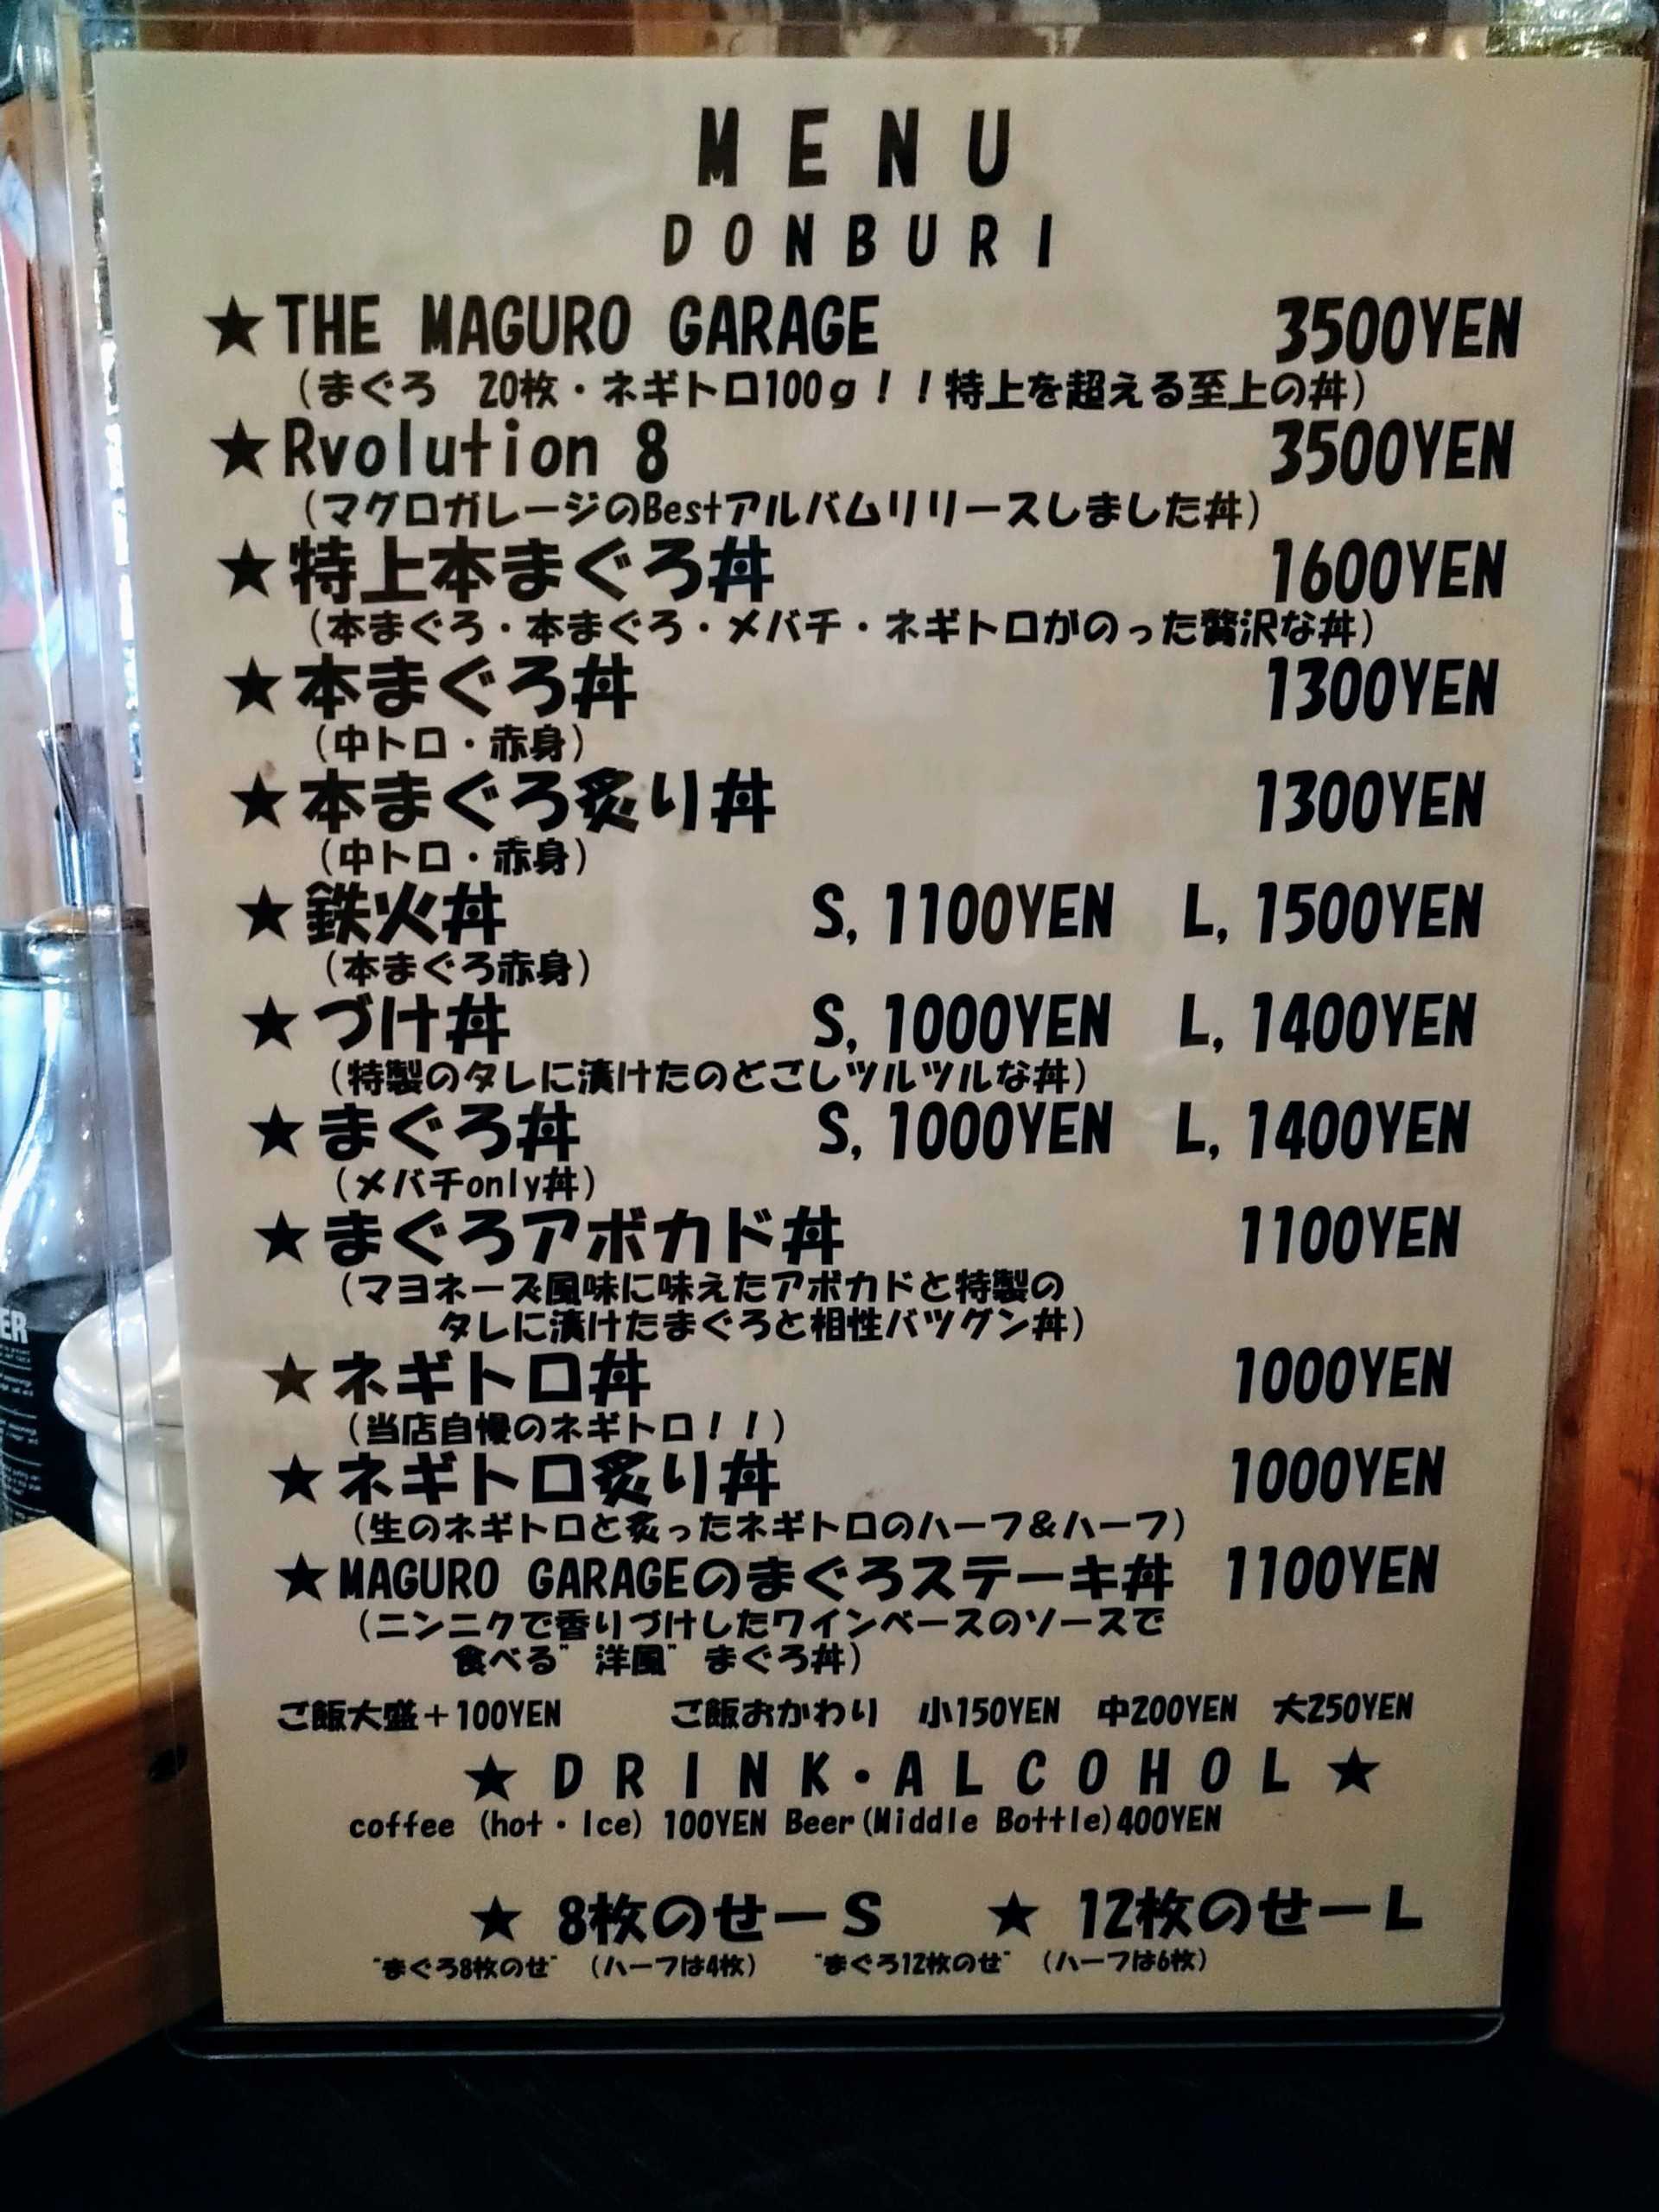 MENU
DONBURI
★THE MAGURO GARAGE 3500YEN
(まぐろ 20枚・ネギトロ100g!!特上を超える至上の丼)
★Rvolution 8 3500YEN
(マグロガレージのBestアルバムリリースしました丼)
★特上本まぐろ丼 1600YEN
(本まぐろ・本まぐろ・メバチ・ネギトロがのった贅沢な丼)
★本まぐろ丼 1300YEN
(中トロ・赤身)
★本まぐろ炙り丼 1300YEN
(中トロ・赤身)
★鉄火丼 S, 1100YEN L, 1500YEN
(本まぐろ赤身)
★づけ丼 S, 1000YEN L, 1400YEN
(特製のタレに漬けたのどごしツルツルな丼)
★まぐろ丼 S, 1000YEN L, 1400YEN
(メバチonly丼)
★まぐろアボカド丼 1100YEN
(マヨネーズ風味に味えたアボカドと特製の
タレに漬けたまぐろと相性バツグン丼)
★ネギトロ丼 1000YEN
(当店自慢のネギトロ!!)
★ネギトロ炙り丼 1000YEN
(生のネギトロと炙ったネギトロのハーフ&ハーフ)
★MAGURO GARAGEのまぐろステーキ丼 1100YEN
(ニンニクで香りづけしたワインベースのソースで
食べる"洋風"まぐろ丼)
ご飯大盛+100YEN ご飯おかわり 小150YEN 中200YEN 大250YEN
★DRINK・ALCOHOL★
coffee (hot・Ice) 100YEN Beer(Middle Bottle)400YEN
★ 8枚のせーS ★ 12枚のせーL
"まぐろ8枚のせ" (ハーフは4枚) "まぐろ12枚のせ" (ハーフは6枚)
ER